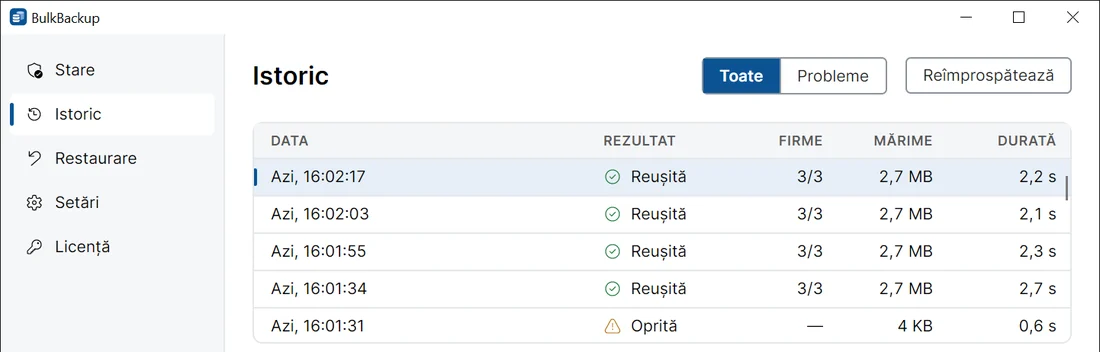 BulkBackup
Stare
Istoric
Restaurare
Setări
Licență
Istoric
Toate Probleme Reîmprospătează
DATA REZULTAT FIRME MĂRIME DURATĂ
Azi, 16:02:17 Reușită 3/3 2,7 MB 2,2 s
Azi, 16:02:03 Reușită 3/3 2,7 MB 2,1 s
Azi, 16:01:55 Reușită 3/3 2,7 MB 2,3 s
Azi, 16:01:34 Reușită 3/3 2,7 MB 2,7 s
Azi, 16:01:31 Oprită — 4 KB 0,6 s